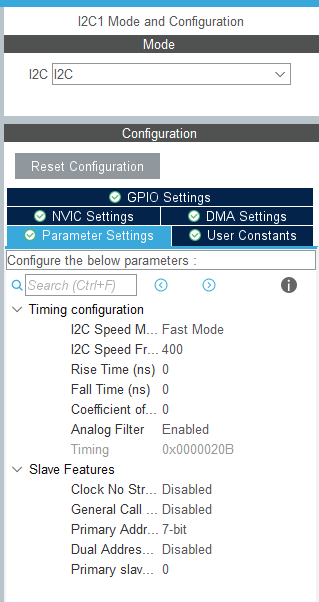 I2C1 Mode and Configuration
Mode
I2C I2C
Configuration
Reset Configuration
GPIO Settings
NVIC Settings DMA Settings
Parameter Settings User Constants
Configure the below parameters :
Search (Ctrl+F)
Timing configuration
I2C Speed M... Fast Mode
I2C Speed Fr... 400
Rise Time (ns) 0
Fall Time (ns) 0
Coefficient of... 0
Analog Filter Enabled
Timing 0x0000020B
Slave Features
Clock No Str... Disabled
General Call ... Disabled
Primary Addr... 7-bit
Dual Addres... Disabled
Primary slav... 0